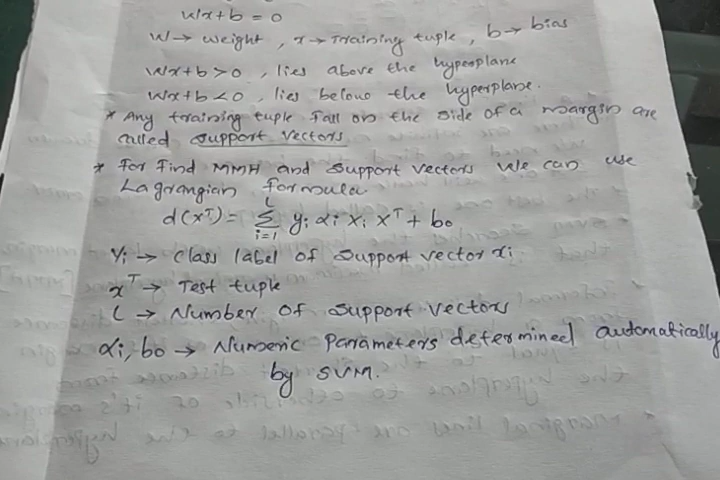 Wx+b = 0
W → weight, x → Training tuple, b → bias
Wx+b > 0, lies above the hyperplane
Wx+b < 0, lies below the hyperplane.
* Any training tuple fall on the side of a margin are
called support vectors
* For find MMH and support vectors we can use
Lagrangian formula
d(x^T) = Σ_{i=1}^{l} yi αi xi x^T + b0
Yi → class label of support vector xi.
x^T → Test tuple
l → Number of support vectors
αi, b0 → Numeric parameters determined automatically
by SVM.